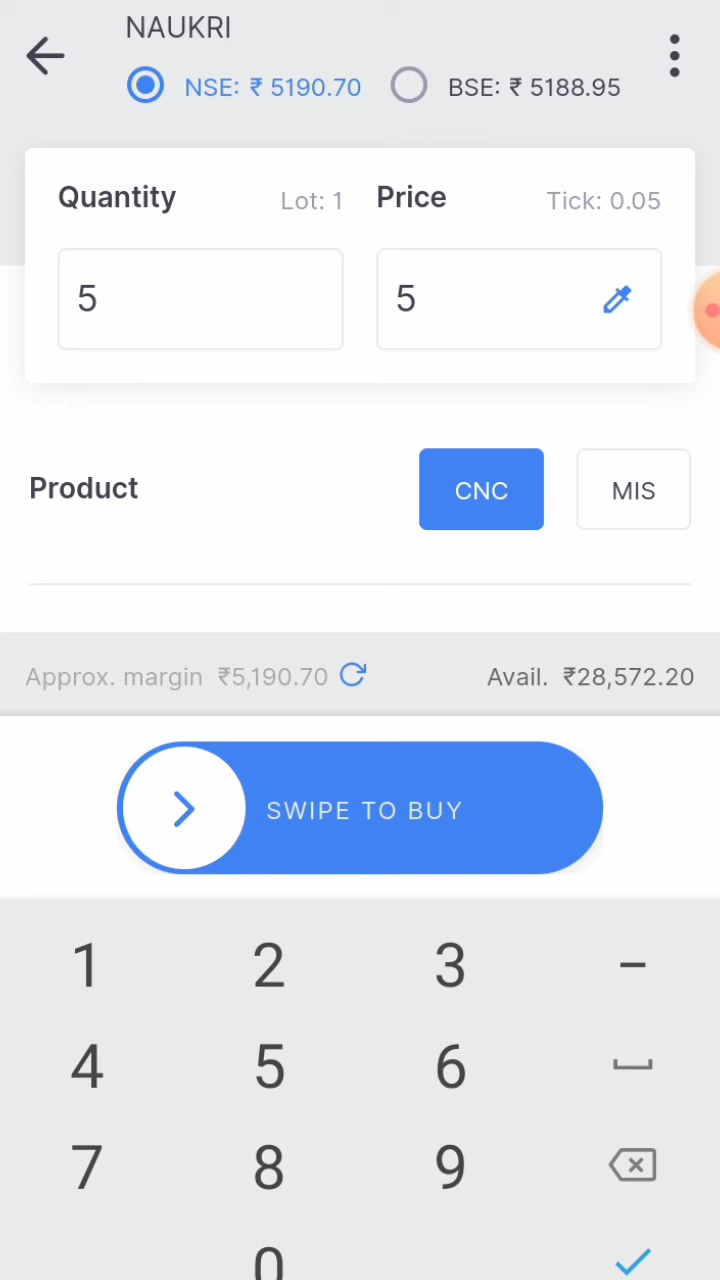 NAUKRI
NSE: ₹ 5190.70 BSE: ₹ 5188.95
Quantity Lot: 1 Price Tick: 0.05
5 5
Product CNC MIS
Approx. margin ₹5,190.70 Avail. ₹28,572.20
SWIPE TO BUY
1 2 3 –
4 5 6
7 8 9
0